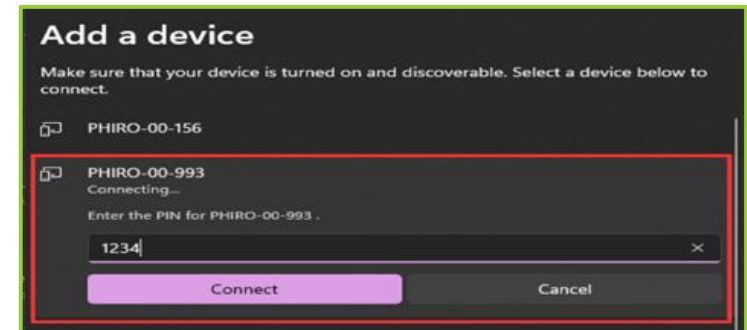 Add a device
Make sure that your device is turned on and discoverable. Select a device below to
connect.
PHIRO-00-156
PHIRO-00-993
Connecting...
Enter the PIN for PHIRO-00-993 .
1234
Connect Cancel